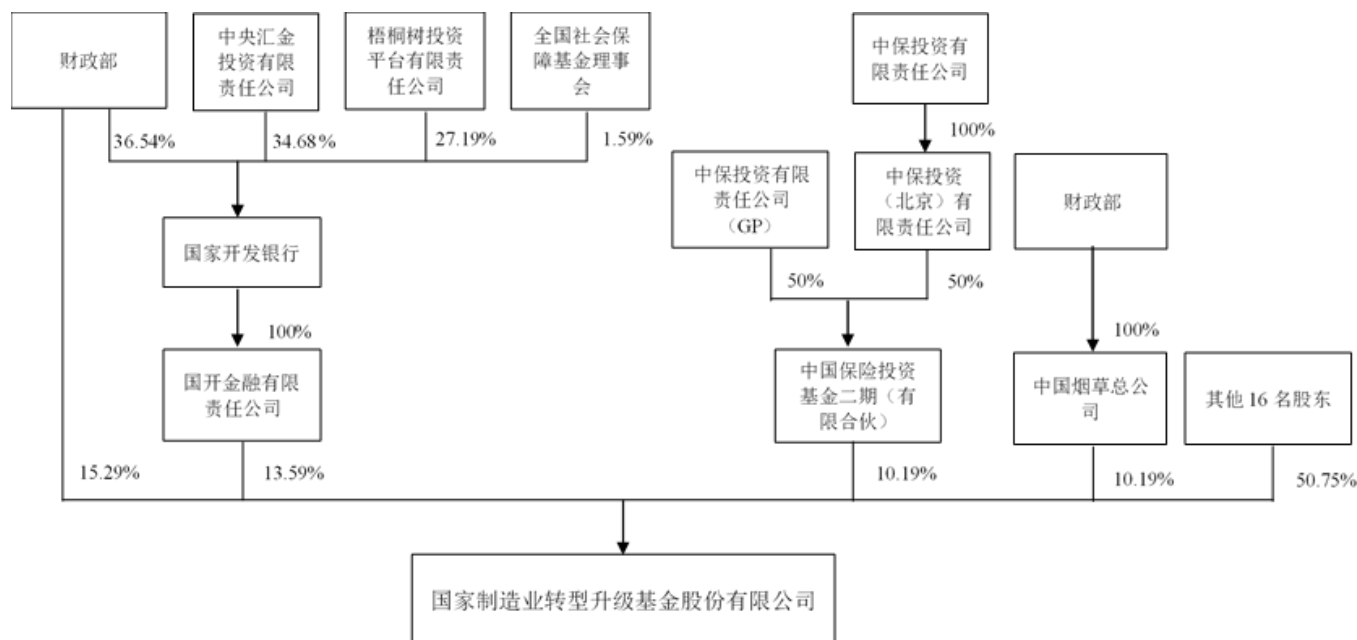 财政部
中央汇金
投资有限
责任公司
梧桐树投资
平台有限责
任公司
全国社会保
障基金理事
会
中保投资有
限责任公司
36.54%
34.68%
27.19%
1.59%
100%
中保投资有限
责任公司
（GP）
中保投资
（北京）有
限责任公司
财政部
国家开发银行
50%
50%
100%
100%
国开金融有限
责任公司
中国保险投资
基金二期（有
限合伙）
中国烟草总公
司
其他 16 名股东
15.29%
13.59%
10.19%
10.19%
50.75%
国家制造业转型升级基金股份有限公司